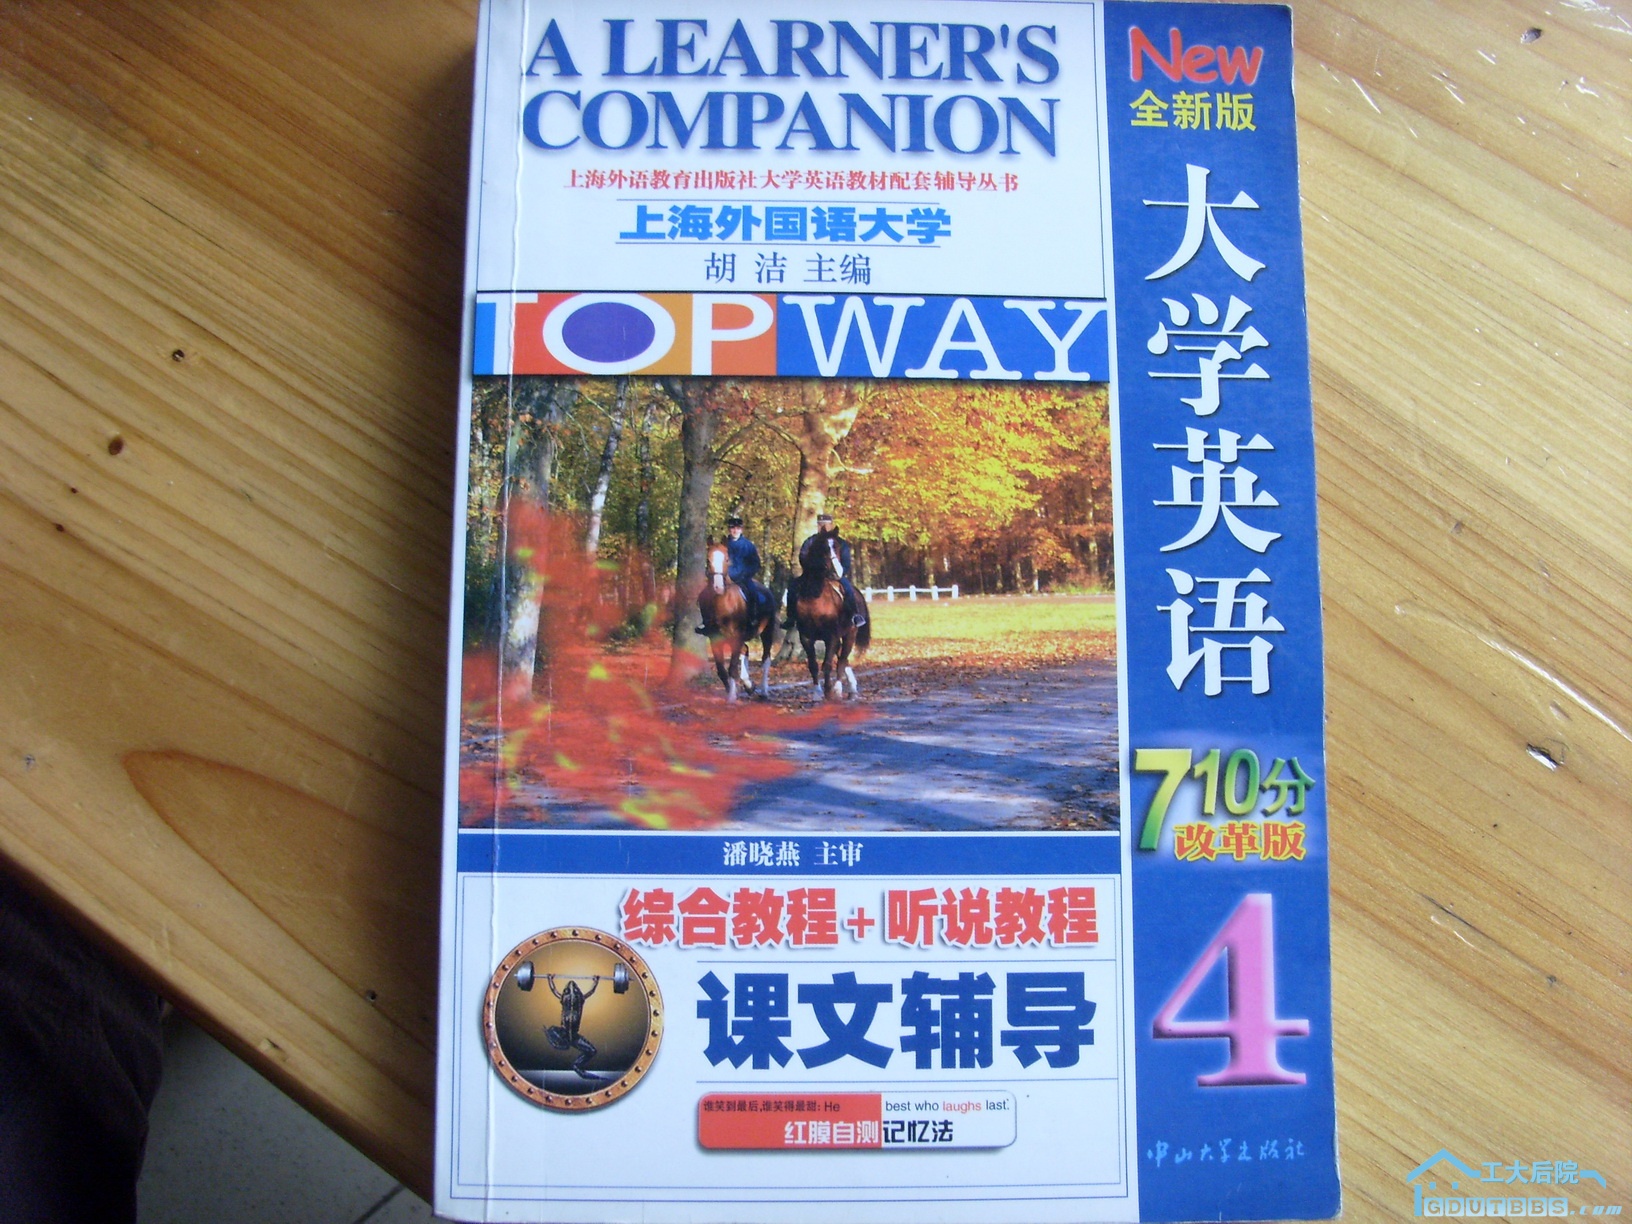 A LEARNER'S
COMPANION
上海外语教育出版社大学英语教材配套辅导丛书
上海外国语大学
胡 洁 主编
TOP WAY
潘晓燕 主审
综合教程+听说教程
课文辅导
谁笑到最后,谁笑得最甜: He best who laughs last.
红膜自测记忆法
New
全新版
大学英语
710分
改革版
4
中山大学出版社
工大后院
GDUTBBS.com